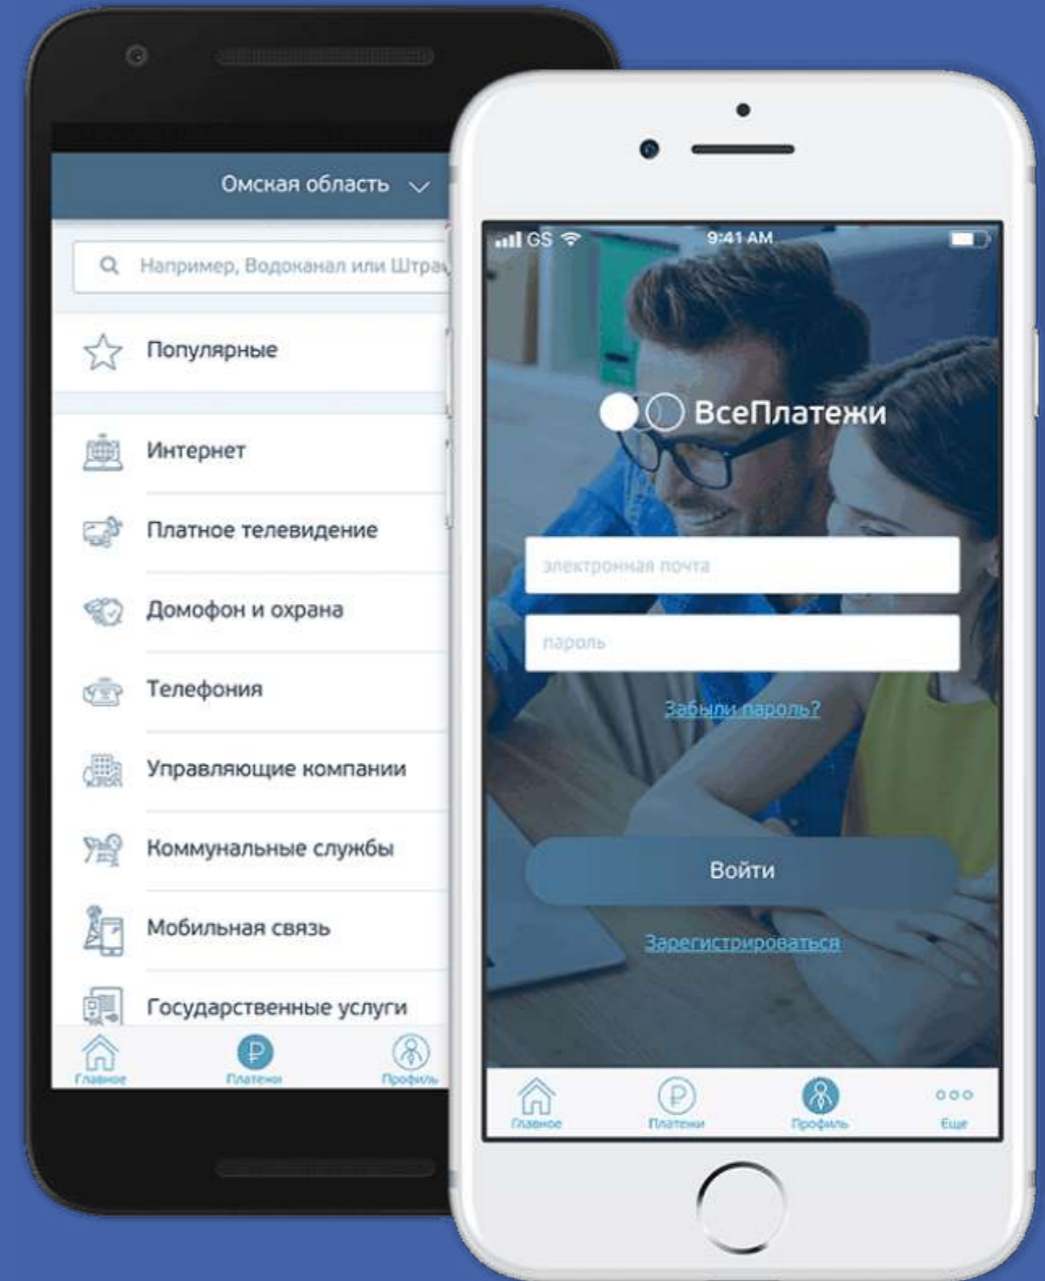 Омская область
Например, Водоканал или
Популярные
Интернет
Платное телевидение
Домофон и охрана
Телефония
Управляющие компании
Коммунальные службы
Мобильная связь
Государственные услуги
Главное
Платежи
Профиль
GS
9:41 AM
ВсеПлатежи
электронная почта
пароль
Забыли пароль?
Войти
Зарегистрироваться
Главное
Платежи
Профиль
Еще